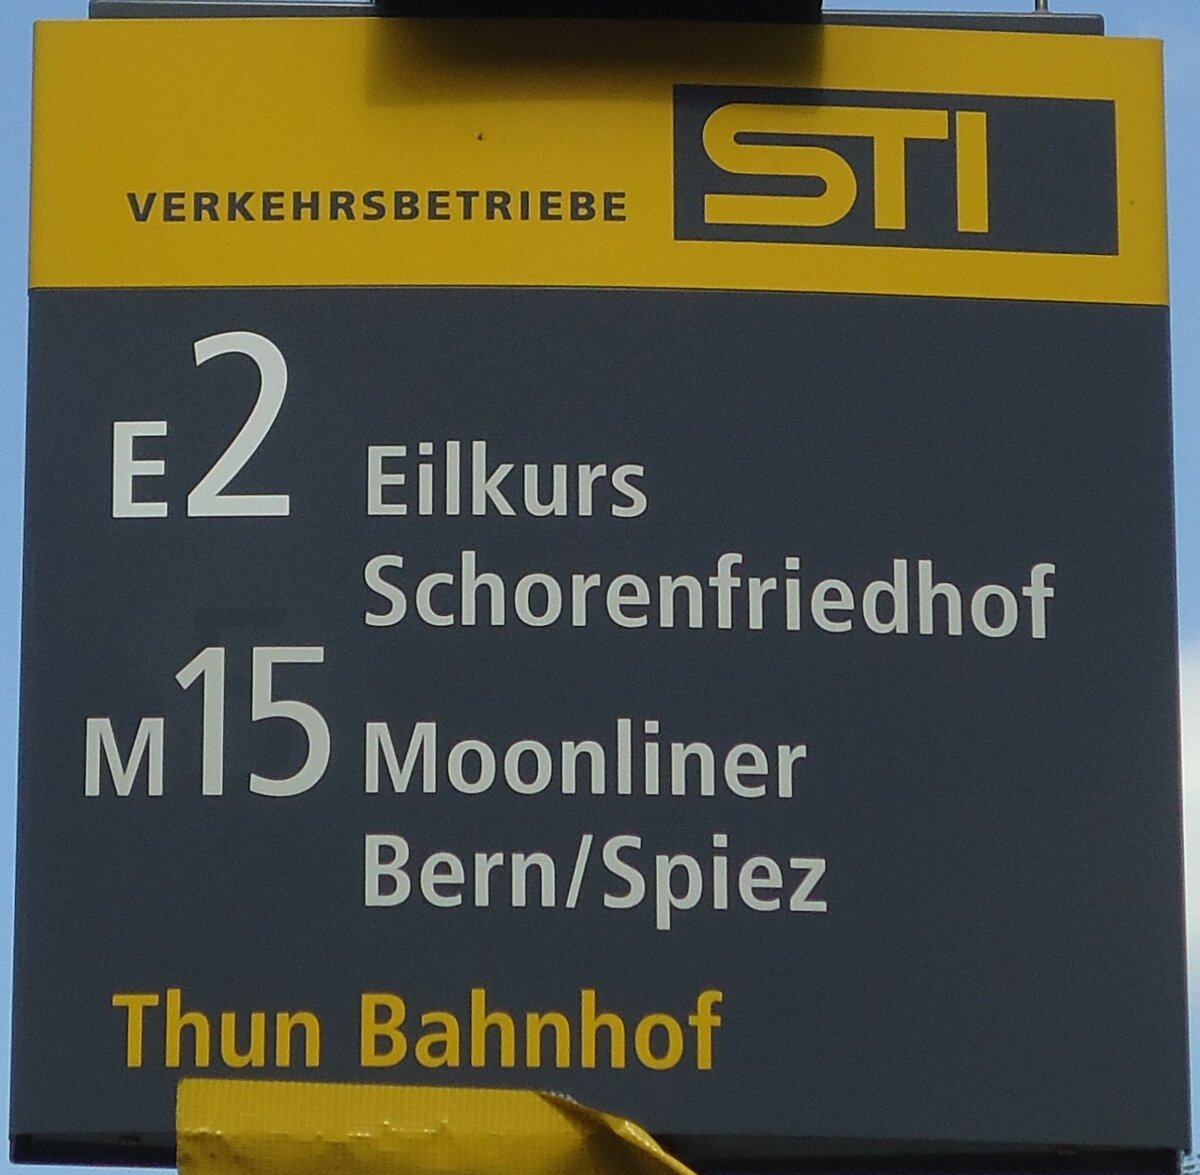 VERKEHRSBETRIEBE STI
E2 Eilkurs
Schorenfriedhof
M15 Moonliner
Bern/Spiez
Thun Bahnhof